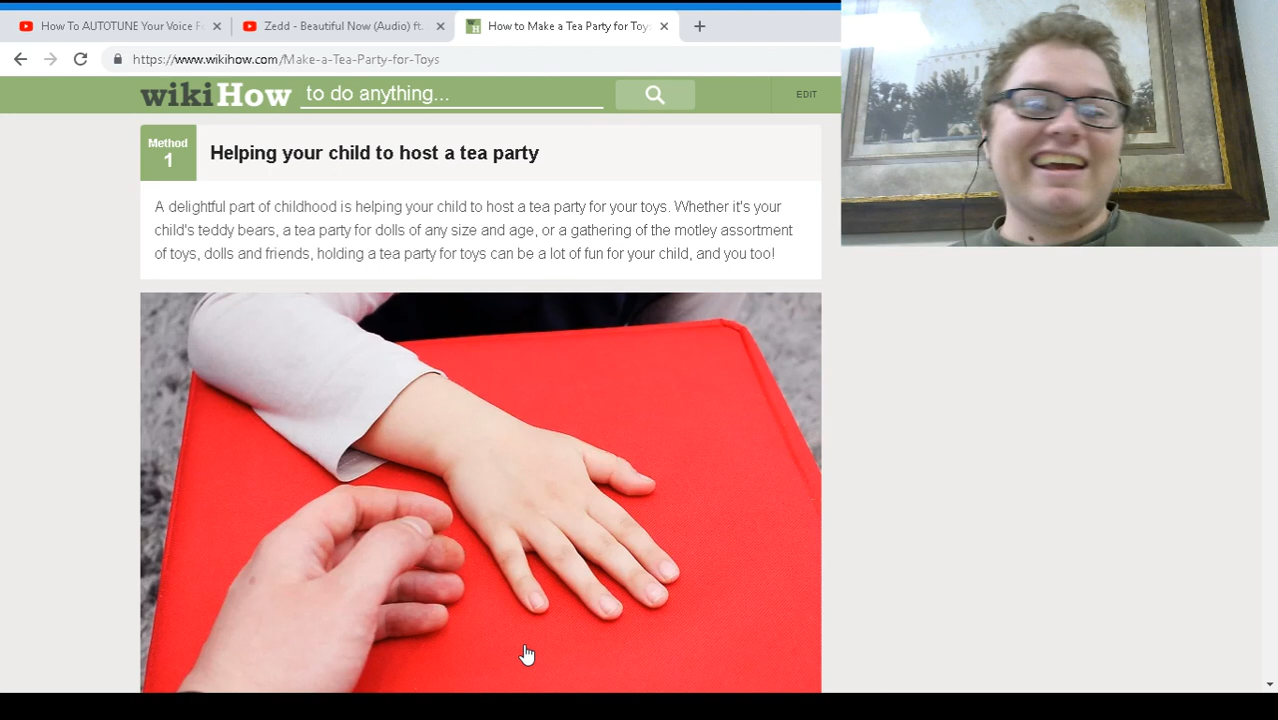 How To AUTOTUNE Your Voice F
Zedd - Beautiful Now (Audio) ft.
How to Make a Tea Party for Toy
https://www.wikihow.com/Make-a-Tea-Party-for-Toys
wikiHow to do anything...
EDIT
Method
1
Helping your child to host a tea party
A delightful part of childhood is helping your child to host a tea party for your toys. Whether it's your
child's teddy bears, a tea party for dolls of any size and age, or a gathering of the motley assortment
of toys, dolls and friends, holding a tea party for toys can be a lot of fun for your child, and you too!